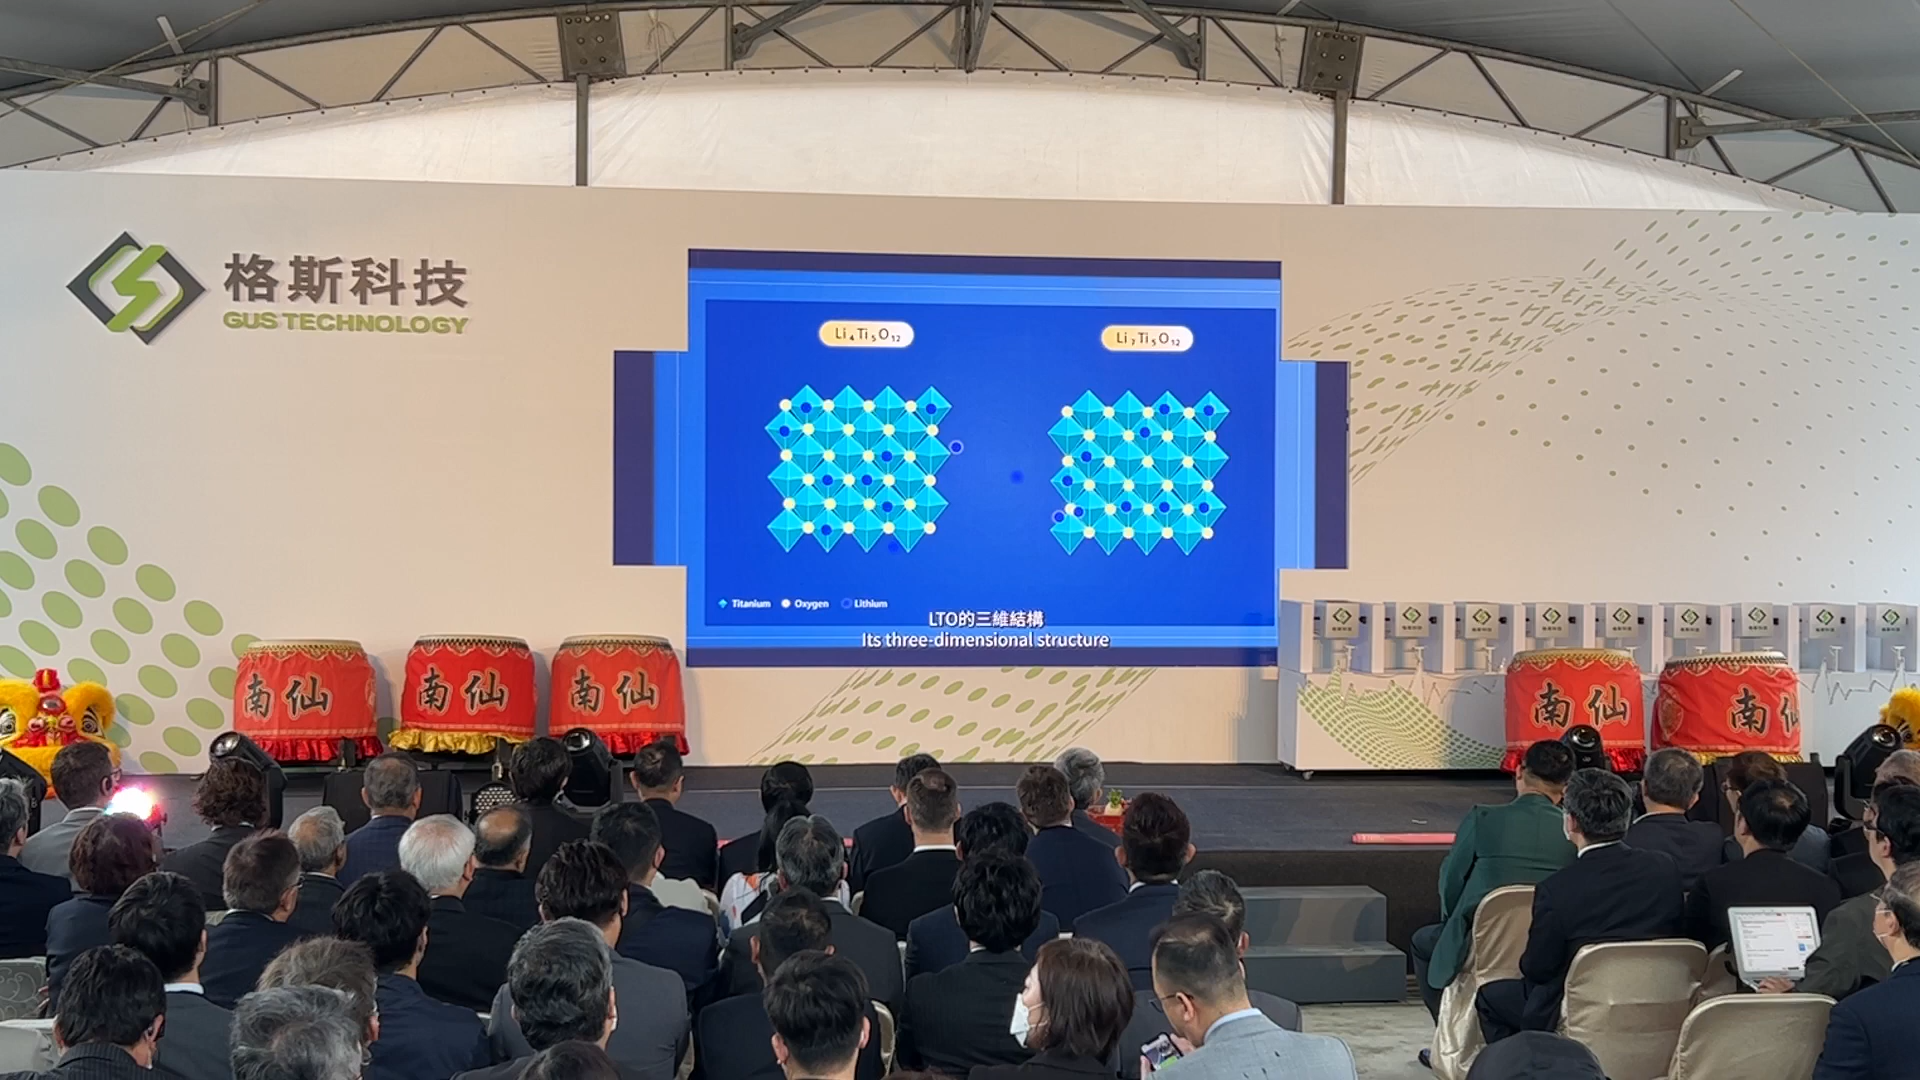 格斯科技
GUS TECHNOLOGY
Li4Ti5O12
Li7Ti5O12
Titanium
Oxygen
Lithium
LTO的三維結構
Its three-dimensional structure
南仙
南仙
南仙
南仙
南仙